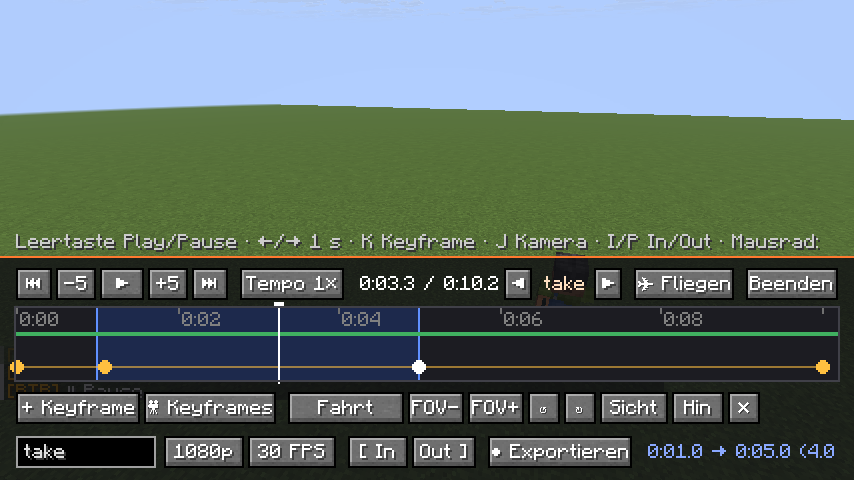 Leertaste Play/Pause · ←/→ 1 s · K Keyframe · J Kamera · I/P In/Out · Mausrad:
⏮ −5 ▶ +5 ⏭ Tempo 1× 0:03.3 / 0:10.2 ◀ take ▶ ✈ Fliegen Beenden
0:00 0:02 0:04 0:06 0:08
+ Keyframe Keyframes Fahrt FOV− FOV+ ↺ ↻ Sicht Hin ✕
take 1080p 30 FPS [ In Out ] ● Exportieren 0:01.0 → 0:05.0 (4.0